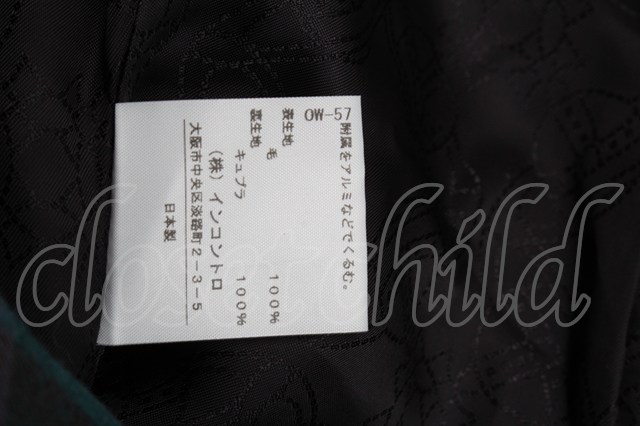 OW-57
附属をアルミなどでくるむ。
表生地 毛 100%
裏生地 キュプラ 100%
(株) インコントロ
大阪市中央区淡路町2-3-5
日本製
closetchild